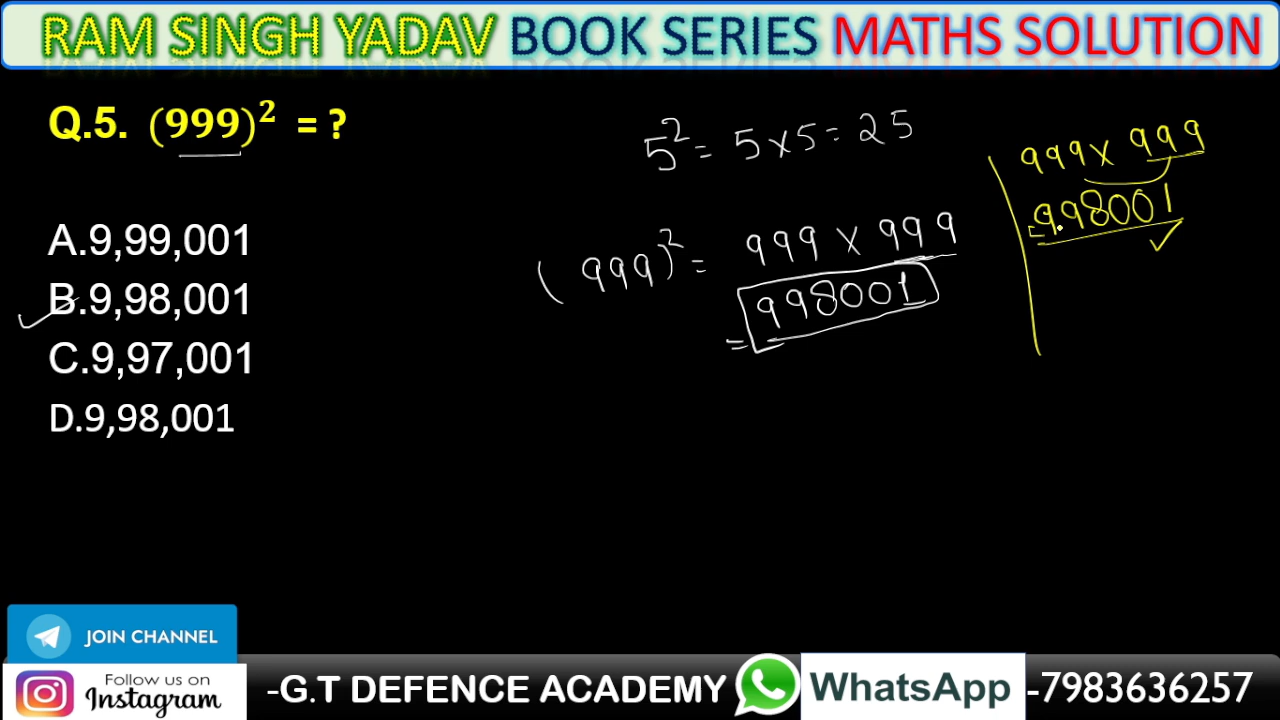 RAM SINGH YADAV BOOK SERIES MATHS SOLUTION
Q.5. (999)² = ?
5² = 5 x 5 = 25
999 x 999
998001
(999)² = 999 x 999
= 998001
A.9,99,001
B.9,98,001
C.9,97,001
D.9,98,001
JOIN CHANNEL
Follow us on
Instagram
-G.T DEFENCE ACADEMY WhatsApp -7983636257